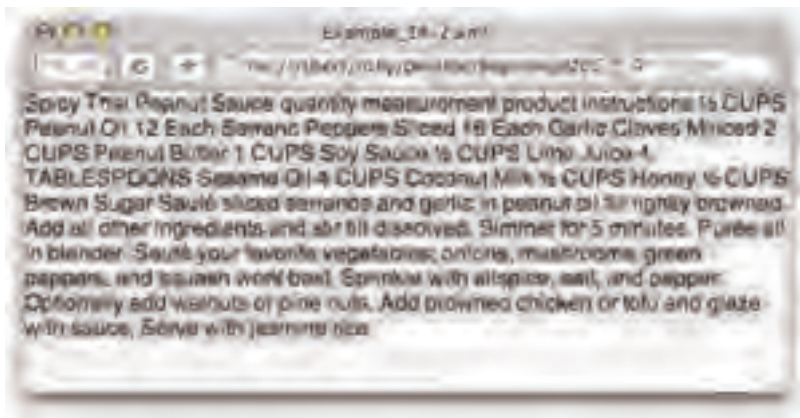 Spicy Thai Peanut Sauce quantity measurement product instructions ½ CUPS
Peanut Oil 12 Each Serrano Peppers Sliced 16 Each Garlic Cloves Minced 2
CUPS Peanut Butter 1 CUPS Soy Sauce ½ CUPS Lime Juice 4
TABLESPOONS Sesame Oil 4 CUPS Coconut Milk ½ CUPS Honey ½ CUPS
Brown Sugar Sauté sliced serranos and garlic in peanut oil till lightly browned.
Add all other ingredients and stir till dissolved. Simmer for 5 minutes. Purée all
in blender. Sauté your favorite vegetables; onions, mushrooms, green
peppers, and squash work best. Sprinkle with allspice, salt, and pepper.
Optionally add walnuts or pine nuts. Add browned chicken or tofu and glaze
with sauce. Serve with jasmine rice.